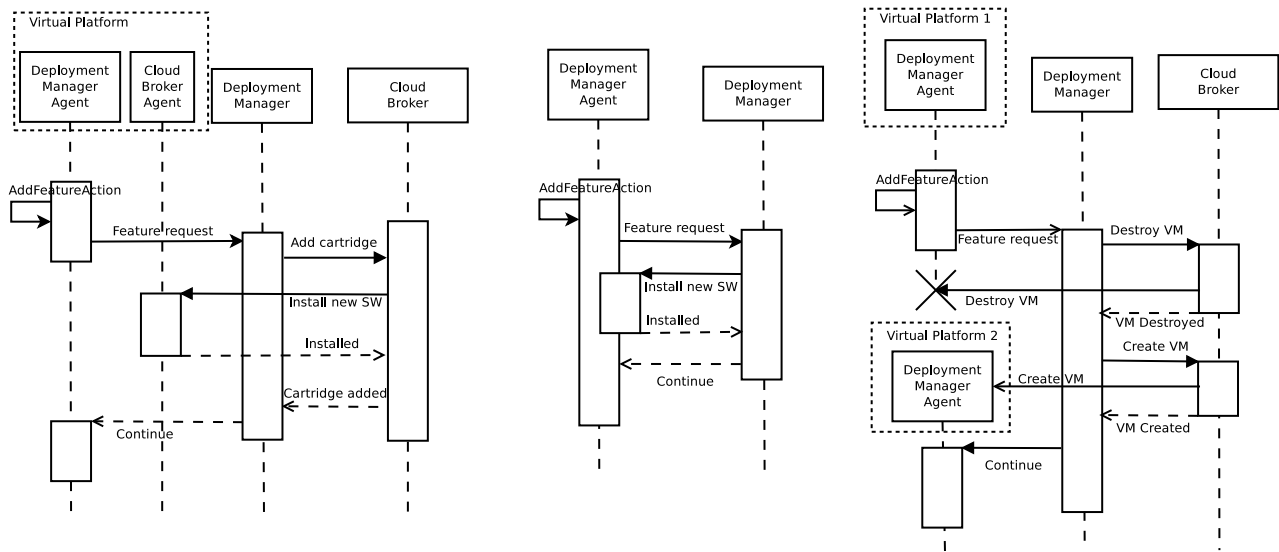 Virtual Platform
Deployment
Manager
Agent
Cloud
Broker
Agent
Deployment
Manager
Cloud
Broker
AddFeatureAction
Feature request
Add cartridge
Install new SW
Installed
Cartridge added
Continue
Deployment
Manager
Agent
Deployment
Manager
AddFeatureAction
Feature request
Install new SW
Installed
Continue
Virtual Platform 1
Deployment
Manager
Agent
Deployment
Manager
Cloud
Broker
AddFeatureAction
Feature request
Destroy VM
Destroy VM
VM Destroyed
Virtual Platform 2
Create VM
Deployment
Manager
Agent
Create VM
VM Created
Continue